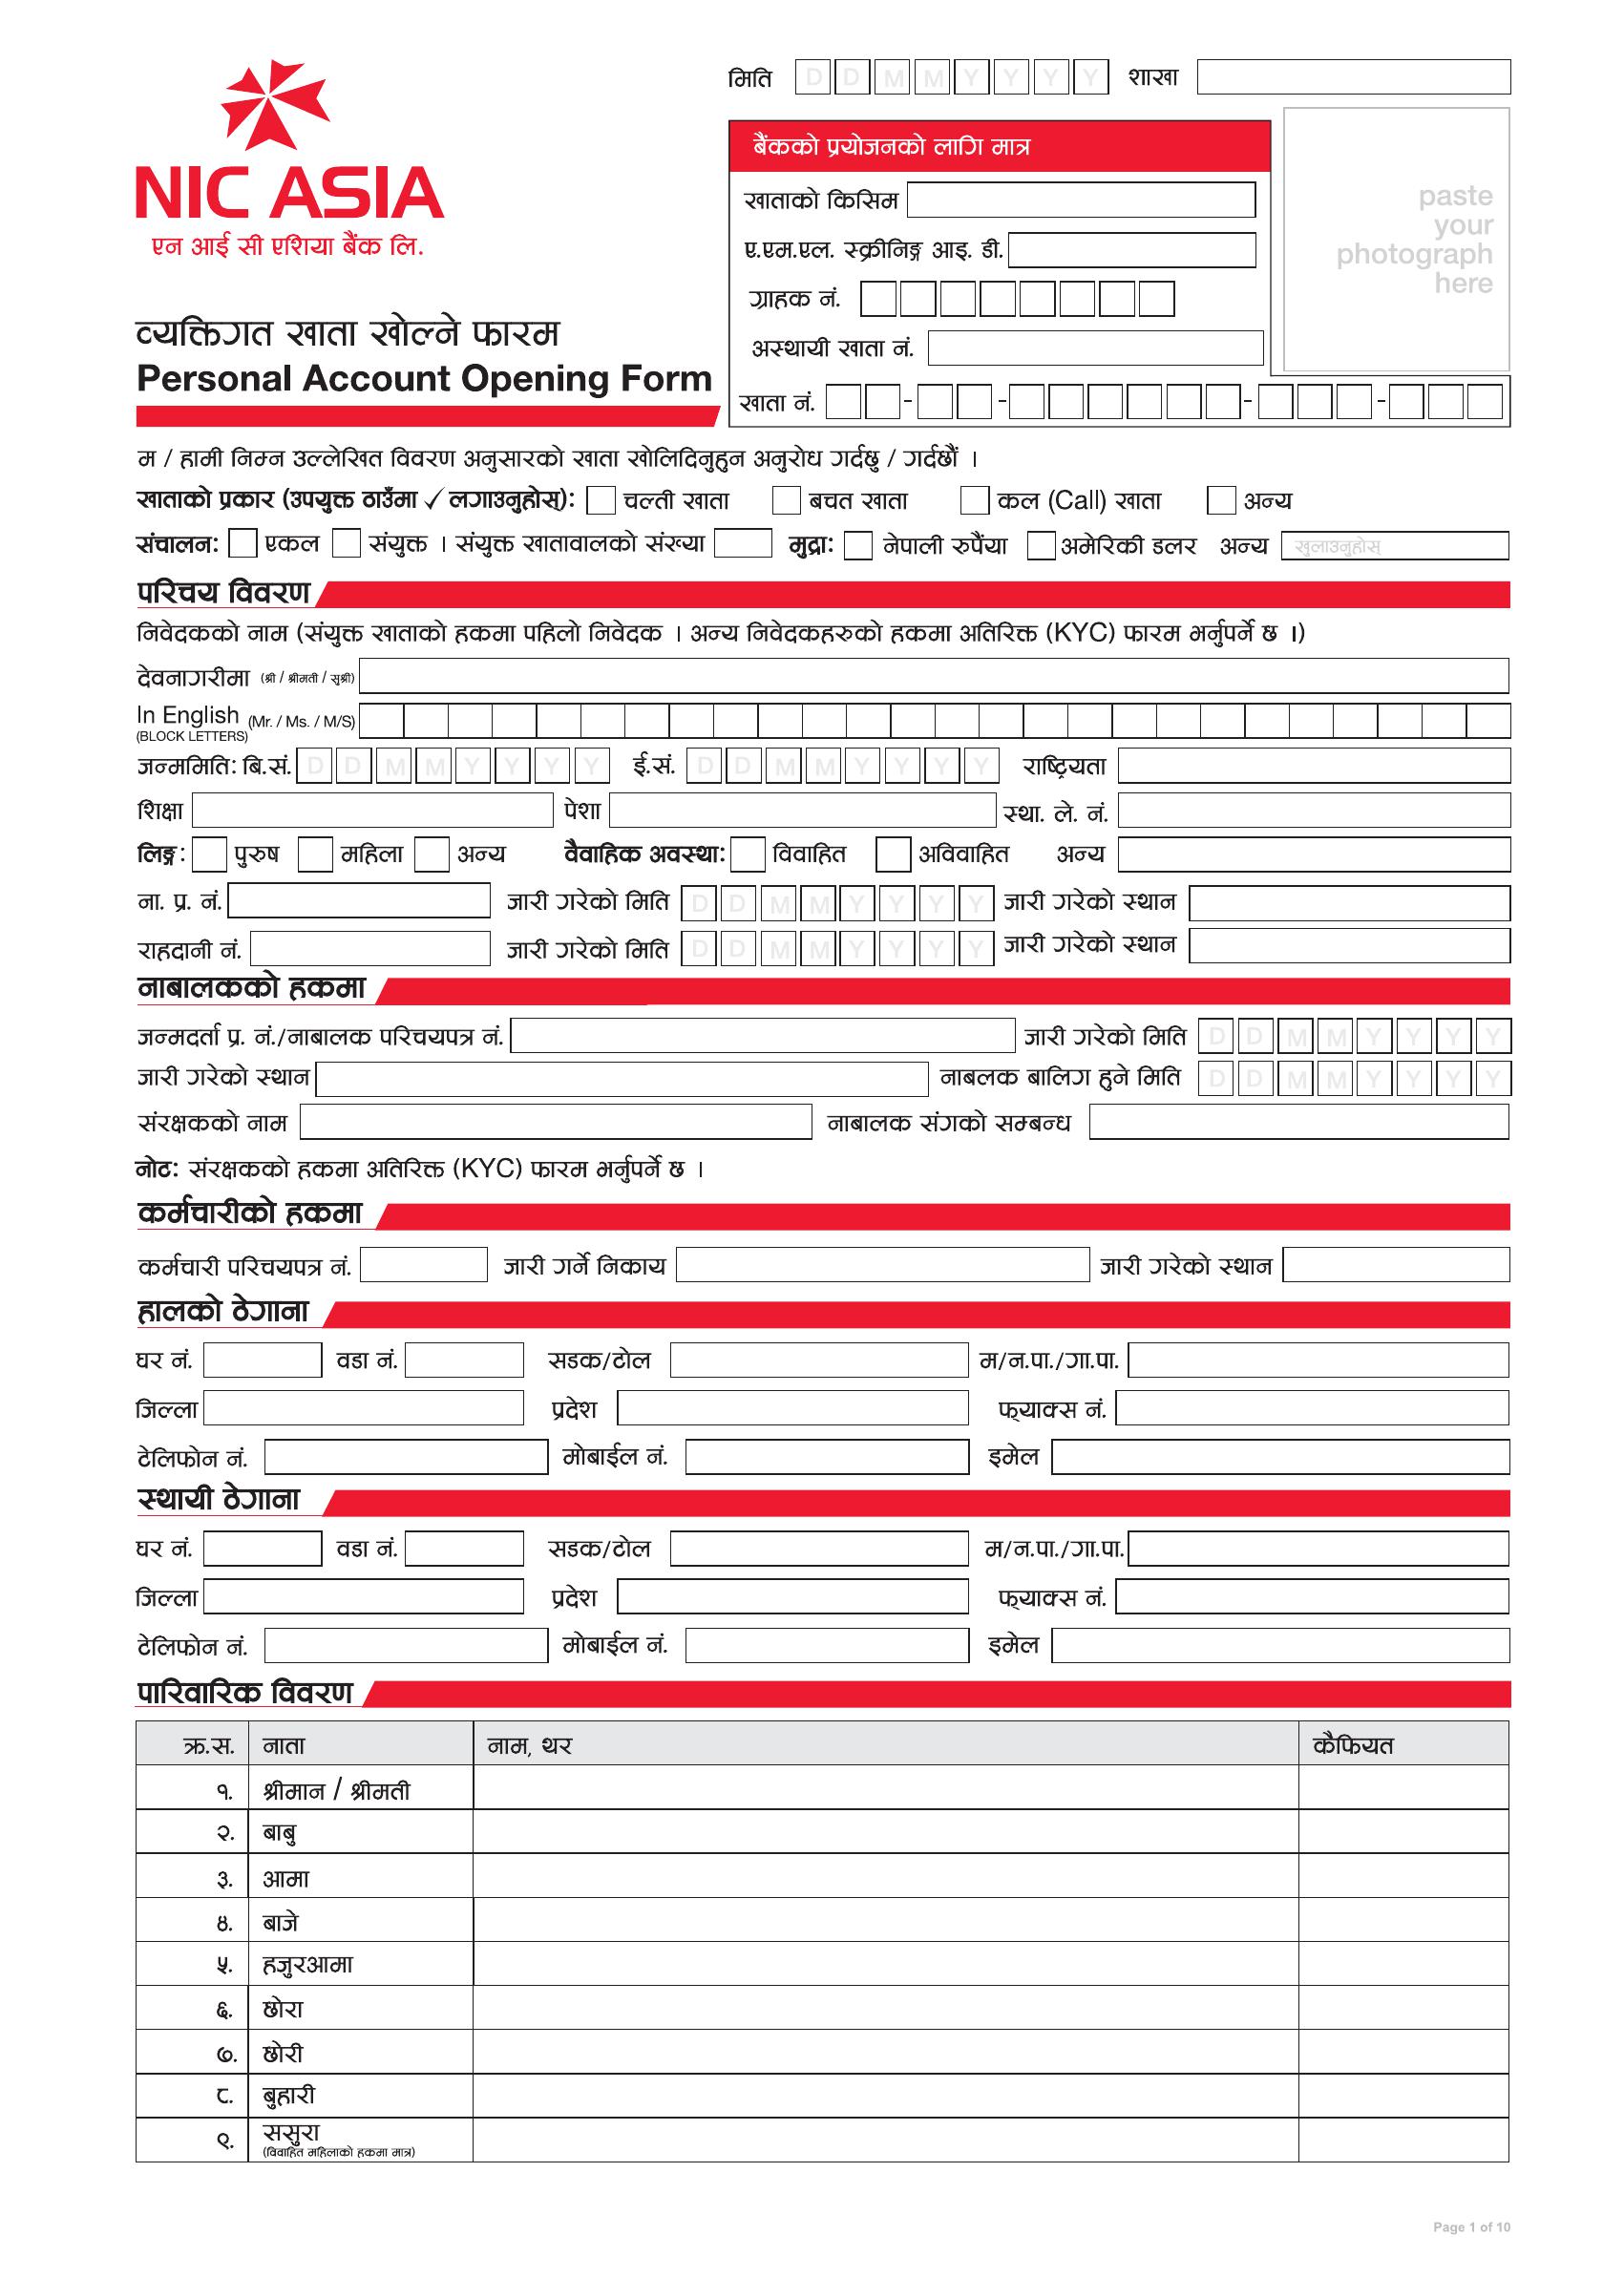 मिति D D M M Y Y Y Y शाखा
NIC ASIA
एन आई सी एशिया बैंक लि.
बैंकको प्रयोजनको लागि मात्र
खाताको किसिम
ए.एम.एल. स्क्रीनिङ्ग आइ. डी.
ग्राहक नं.
अस्थायी खाता नं.
खाता नं. - - - -
paste
your
photograph
here
व्यक्तिगत खाता खोल्ने फारम
Personal Account Opening Form
म / हामी निम्न उल्लेखित विवरण अनुसारको खाता खोलिदिनुहुन अनुरोध गर्दछु / गर्दछौं ।
खाताको प्रकार (उपयुक्त ठाउँमा ✓ लगाउनुहोस्): चल्ती खाता बचत खाता कल (Call) खाता अन्य
संचालन: एकल संयुक्त । संयुक्त खातावालको संख्या मुद्रा: नेपाली रुपैंया अमेरिकी डलर अन्य खुलाउनुहोस्
परिचय विवरण
निवेदकको नाम (संयुक्त खाताको हकमा पहिलो निवेदक । अन्य निवेदकहरुको हकमा अतिरिक्त (KYC) फारम भर्नुपर्ने छ ।)
देवनागरीमा (श्री / श्रीमती / सुश्री)
In English (Mr. / Ms. / M/S)
(BLOCK LETTERS)
जन्ममिति: बि.सं. D D M M Y Y Y Y ई.सं. D D M M Y Y Y Y राष्ट्रियता
शिक्षा पेशा स्था. ले. नं.
लिङ्ग: पुरुष महिला अन्य वैवाहिक अवस्था: विवाहित अविवाहित अन्य
ना. प्र. नं. जारी गरेको मिति D D M M Y Y Y Y जारी गरेको स्थान
राहदानी नं. जारी गरेको मिति D D M M Y Y Y Y जारी गरेको स्थान
नाबालकको हकमा
जन्मदर्ता प्र. नं./नाबालक परिचयपत्र नं. जारी गरेको मिति D D M M Y Y Y Y
जारी गरेको स्थान नाबलक बालिग हुने मिति D D M M Y Y Y Y
संरक्षकको नाम नाबालक संगको सम्बन्ध
नोट: संरक्षकको हकमा अतिरिक्त (KYC) फारम भर्नुपर्ने छ ।
कर्मचारीको हकमा
कर्मचारी परिचयपत्र नं. जारी गर्ने निकाय जारी गरेको स्थान
हालको ठेगाना
घर नं. वडा नं. सडक/टोल म/न.पा./गा.पा.
जिल्ला प्रदेश फ्याक्स नं.
टेलिफोन नं. मोबाईल नं. इमेल
स्थायी ठेगाना
घर नं. वडा नं. सडक/टोल म/न.पा./गा.पा.
जिल्ला प्रदेश फ्याक्स नं.
टेलिफोन नं. मोबाईल नं. इमेल
पारिवारिक विवरण
क्र.स. नाता नाम, थर कैफियत
१. श्रीमान / श्रीमती
२. बाबु
३. आमा
४. बाजे
५. हजुरआमा
६. छोरा
७. छोरी
८. बुहारी
९. ससुरा
(विवाहित महिलाको हकमा मात्र)
Page 1 of 10